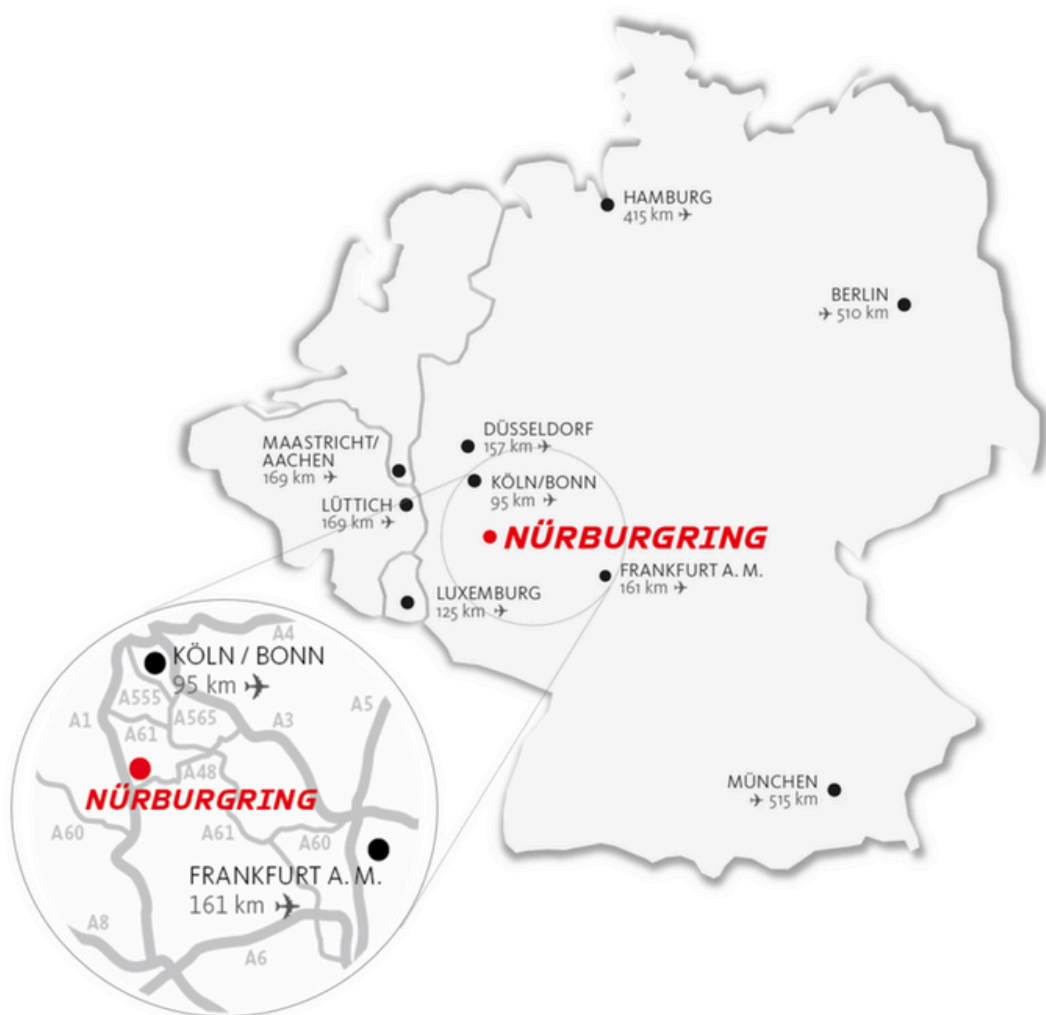 HAMBURG
415 km ✈
BERLIN
✈ 510 km
DÜSSELDORF
157 km ✈
MAASTRICHT/
AACHEN
169 km ✈
KÖLN/BONN
95 km ✈
LÜTTICH
169 km ✈
NÜRBURGRING
FRANKFURT A. M.
161 km ✈
LUXEMBURG
125 km ✈
MÜNCHEN
✈ 515 km
A4
KÖLN / BONN
95 km ✈
A555
A5
A1
A565
A3
A61
A48
NÜRBURGRING
A60
A61
A60
FRANKFURT A. M.
161 km ✈
A8
A6